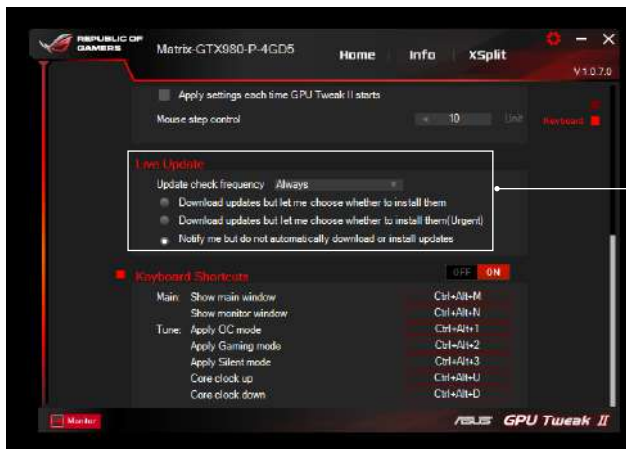 REPUBLIC OF
GAMERS
Matrix-GTX980-P-4GD5
Home
Info
XSplit
V1.0.7.0
Apply settings each time GPU Tweak II starts
Mouse step control
10
Unit
Keyboard
Live Update
Update check frequency Always
Download updates but let me choose whether to install them
Download updates but let me choose whether to install them(Urgent)
Notify me but do not automatically download or install updates
Keyboard Shortcuts
OFF ON
Main: Show main window Ctrl+Alt+M
Show monitor window Ctrl+Alt+N
Tune: Apply OC mode Ctrl+Alt+1
Apply Gaming mode Ctrl+Alt+2
Apply Silent mode Ctrl+Alt+3
Core clock up Ctrl+Alt+U
Core clock down Ctrl+Alt+D
Monitor
ASUS GPU Tweak II